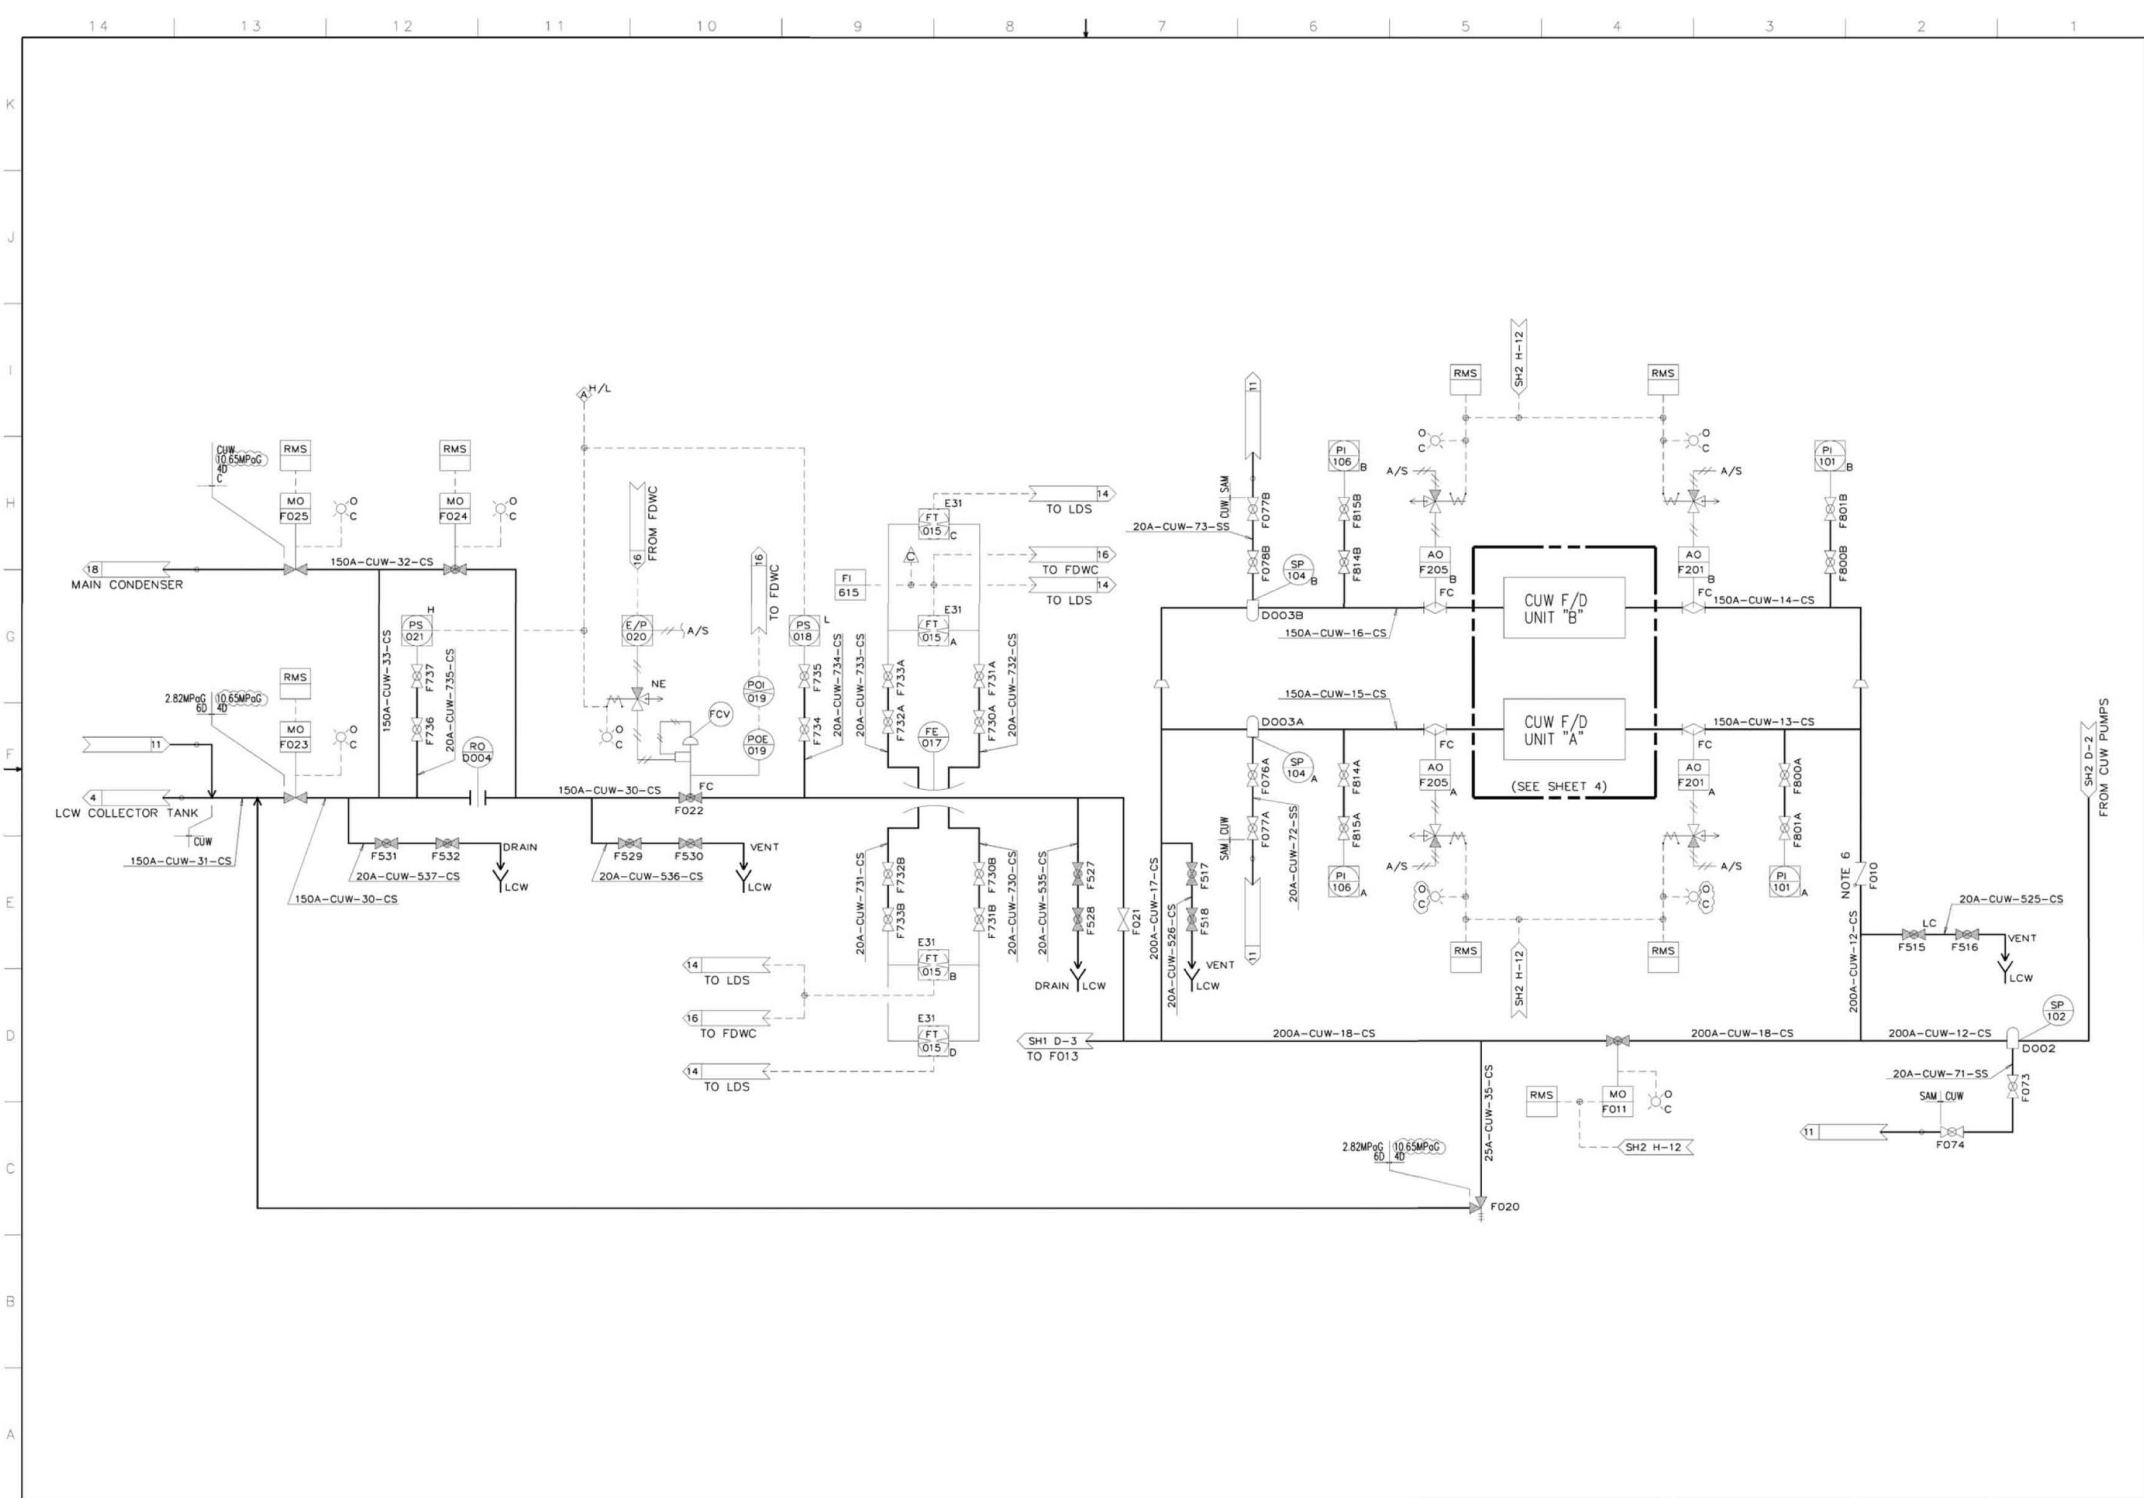 14 13 12 11 10 9 8 7 6 5 4 3 2 1
K
J
I
H
G
F
E
D
C
B
A
CUW
10.65MPaG
4D
C
RMS
MO
F025
O
C
RMS
MO
F024
O
C
18
MAIN CONDENSER
150A-CUW-32-CS
150A-CUW-33-CS
H
PS
021
F737
F736
20A-CUW-735-CS
RO
D004
2.82MPaG
6D
10.65MPaG
4D
RMS
MO
F023
O
C
11
4
LCW COLLECTOR TANK
CUW
150A-CUW-31-CS
150A-CUW-30-CS
F531
F532
DRAIN
LCW
20A-CUW-537-CS
A
H/L
16
FROM FDWC
E/P
020
A/S
NE
O
C
FCV
16
TO FDWC
POI
019
POE
019
FC
F022
150A-CUW-30-CS
F529
F530
VENT
LCW
20A-CUW-536-CS
PS
018
L
F735
F734
20A-CUW-734-CS
20A-CUW-733-CS
E31
FT
015
C
14
TO LDS
C
16
TO FDWC
FI
615
14
TO LDS
E31
FT
015
A
F733A
F732A
F731A
F730A
20A-CUW-732-CS
FE
017
20A-CUW-731-CS
F732B
F733B
F730B
F731B
20A-CUW-730-CS
E31
FT
015
B
14
TO LDS
16
TO FDWC
E31
FT
015
D
14
TO LDS
20A-CUW-535-CS
F527
F528
DRAIN
LCW
F021
200A-CUW-17-CS
20A-CUW-526-CS
F517
F518
VENT
LCW
SH1 D-3
TO F013
11
CUW SAM
F077B
20A-CUW-73-SS
F078B
SP
104
B
D003B
PI
106
B
F815B
F814B
150A-CUW-16-CS
150A-CUW-15-CS
D003A
SP
104
A
F076A
F077A
SAM CUW
20A-CUW-72-SS
11
F814A
F815A
PI
106
A
SH2 H-12
RMS
RMS
O
C
O
C
A/S
A/S
AO
F205
B
FC
AO
F201
B
FC
CUW F/D
UNIT "B"
150A-CUW-14-CS
PI
101
B
F801B
F800B
CUW F/D
UNIT "A"
(SEE SHEET 4)
150A-CUW-13-CS
FC
AO
F205
A
FC
AO
F201
A
A/S
A/S
O
C
O
C
RMS
RMS
SH2 H-12
F800A
F801A
PI
101
A
NOTE 6
F010
200A-CUW-12-CS
20A-CUW-525-CS
LC
F515
F516
VENT
LCW
SH2 D-2
FROM CUW PUMPS
200A-CUW-18-CS
200A-CUW-18-CS
200A-CUW-12-CS
SP
102
D002
20A-CUW-71-SS
F073
SAM CUW
F074
11
RMS
MO
F011
O
C
SH2 H-12
25A-CUW-35-CS
2.82MPaG
6D
10.65MPaG
4D
F020